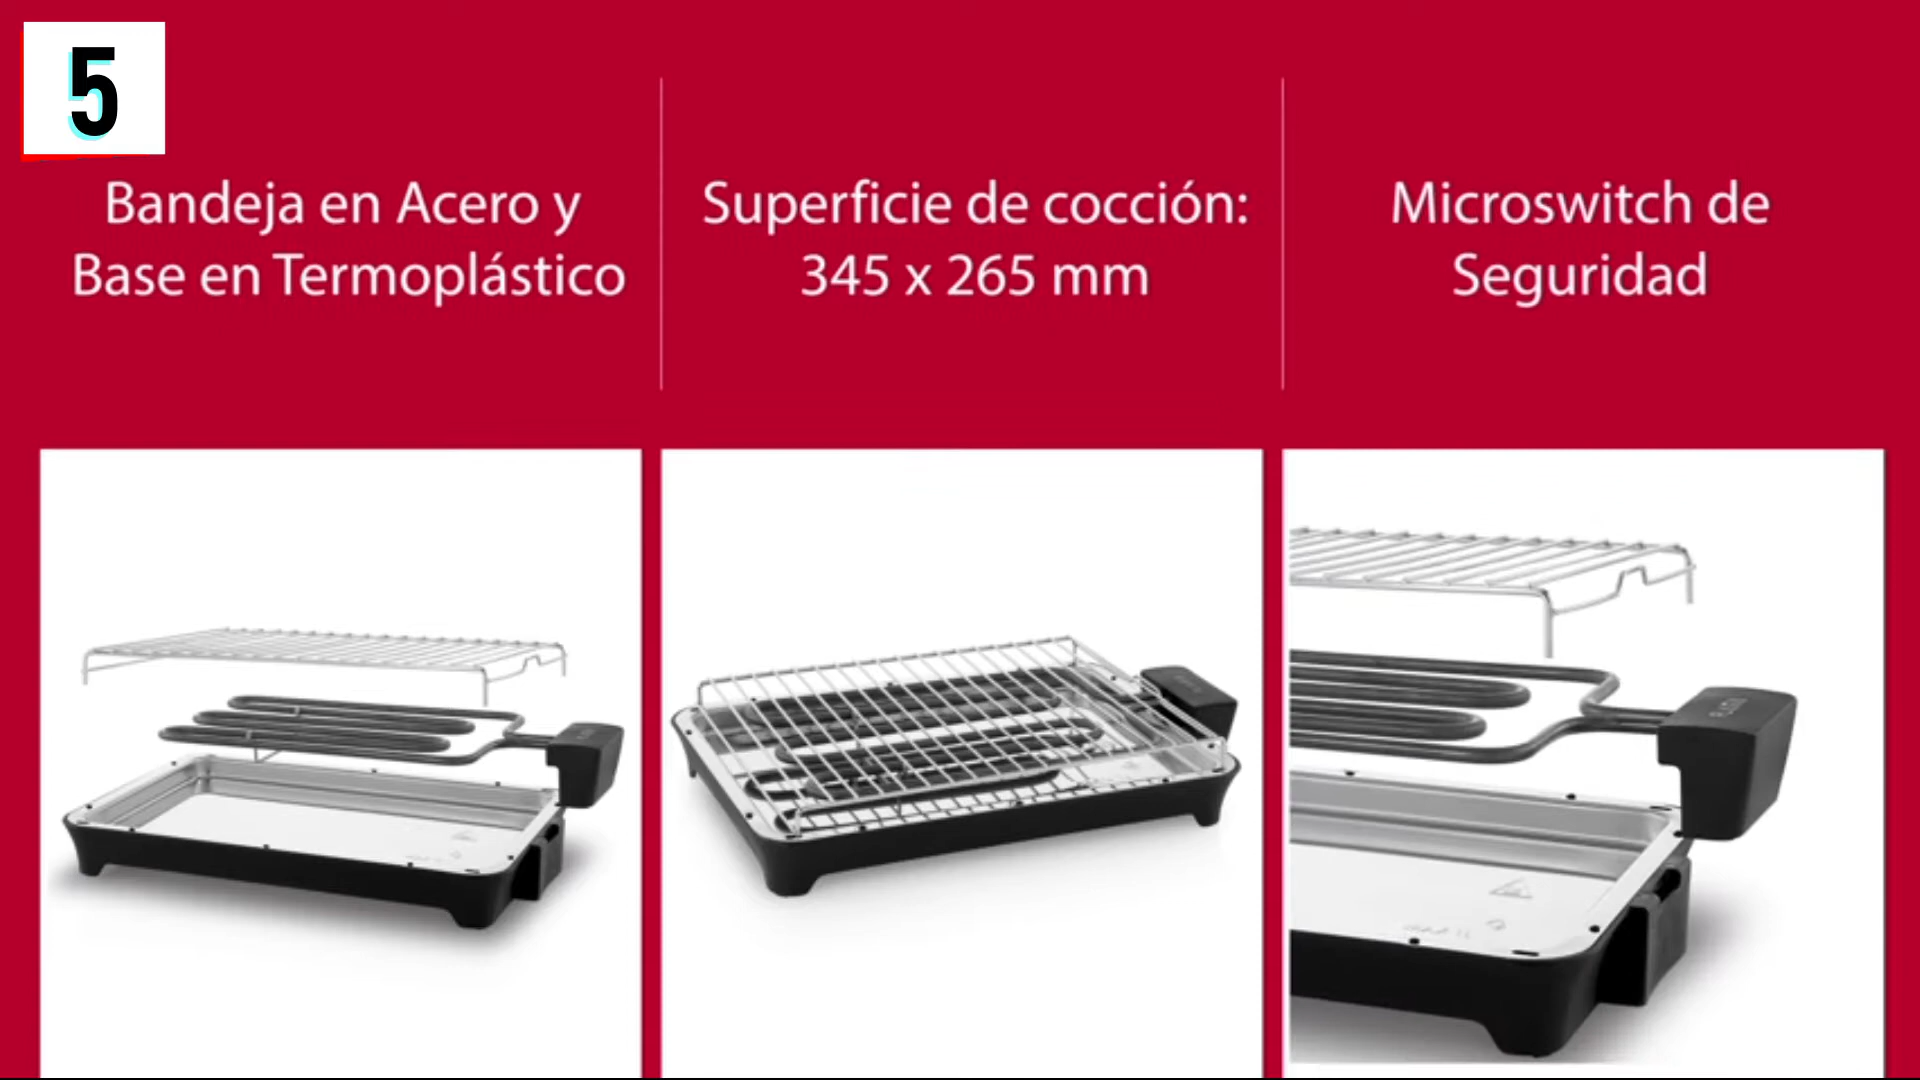 5
Bandeja en Acero y
Base en Termoplástico
Superficie de cocción:
345 x 265 mm
Microswitch de
Seguridad